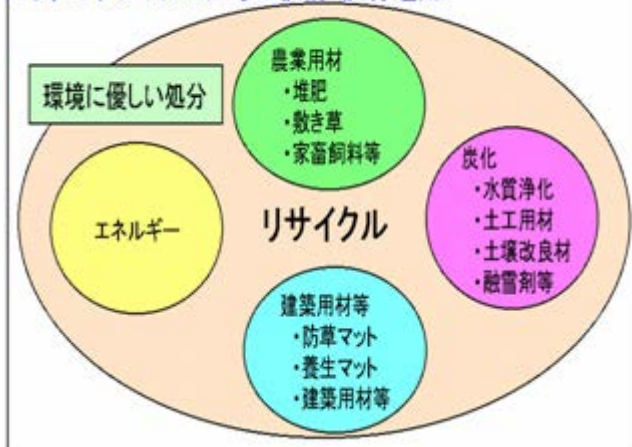 環境に優しい処分
農業用材
・堆肥
・敷き草
・家畜飼料等
炭化
・水質浄化
・土工用材
・土壌改良材
・融雪剤等
エネルギー
リサイクル
建築用材等
・防草マット
・養生マット
・建築用材等